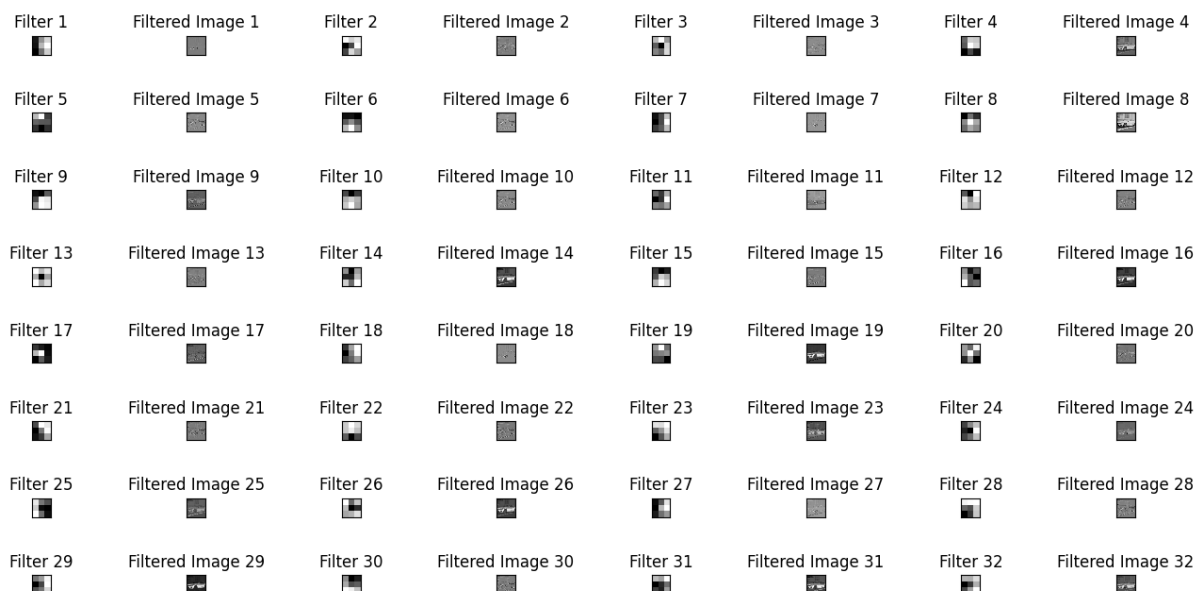 Filter 1 Filtered Image 1 Filter 2 Filtered Image 2 Filter 3 Filtered Image 3 Filter 4 Filtered Image 4
Filter 5 Filtered Image 5 Filter 6 Filtered Image 6 Filter 7 Filtered Image 7 Filter 8 Filtered Image 8
Filter 9 Filtered Image 9 Filter 10 Filtered Image 10 Filter 11 Filtered Image 11 Filter 12 Filtered Image 12
Filter 13 Filtered Image 13 Filter 14 Filtered Image 14 Filter 15 Filtered Image 15 Filter 16 Filtered Image 16
Filter 17 Filtered Image 17 Filter 18 Filtered Image 18 Filter 19 Filtered Image 19 Filter 20 Filtered Image 20
Filter 21 Filtered Image 21 Filter 22 Filtered Image 22 Filter 23 Filtered Image 23 Filter 24 Filtered Image 24
Filter 25 Filtered Image 25 Filter 26 Filtered Image 26 Filter 27 Filtered Image 27 Filter 28 Filtered Image 28
Filter 29 Filtered Image 29 Filter 30 Filtered Image 30 Filter 31 Filtered Image 31 Filter 32 Filtered Image 32